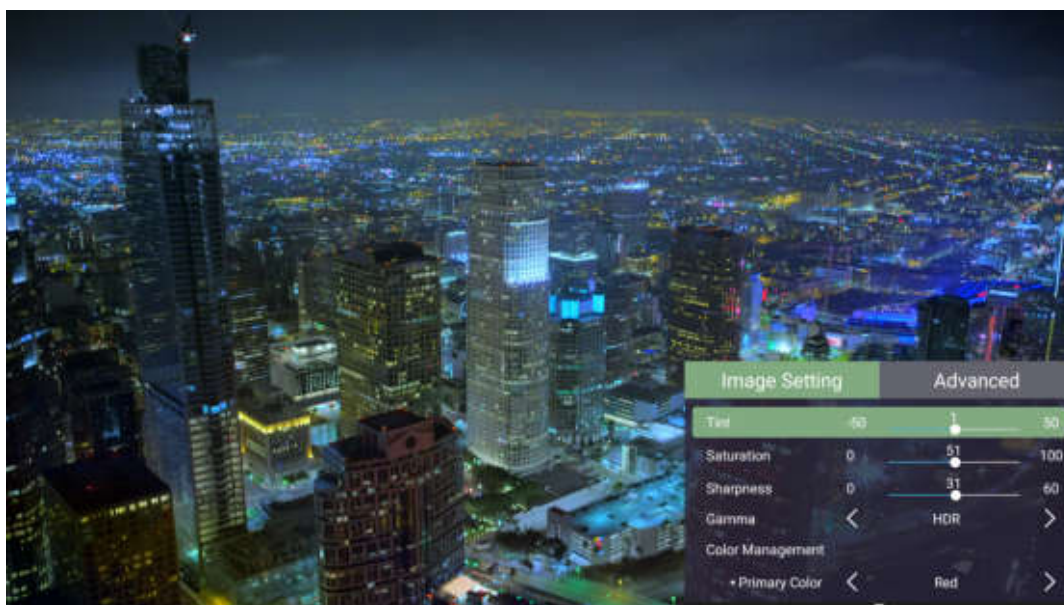 Image Setting Advanced
Tint -50 1 50
Saturation 0 51 100
Sharpness 0 31 60
Gamma < HDR >
Color Management
• Primary Color < Red >